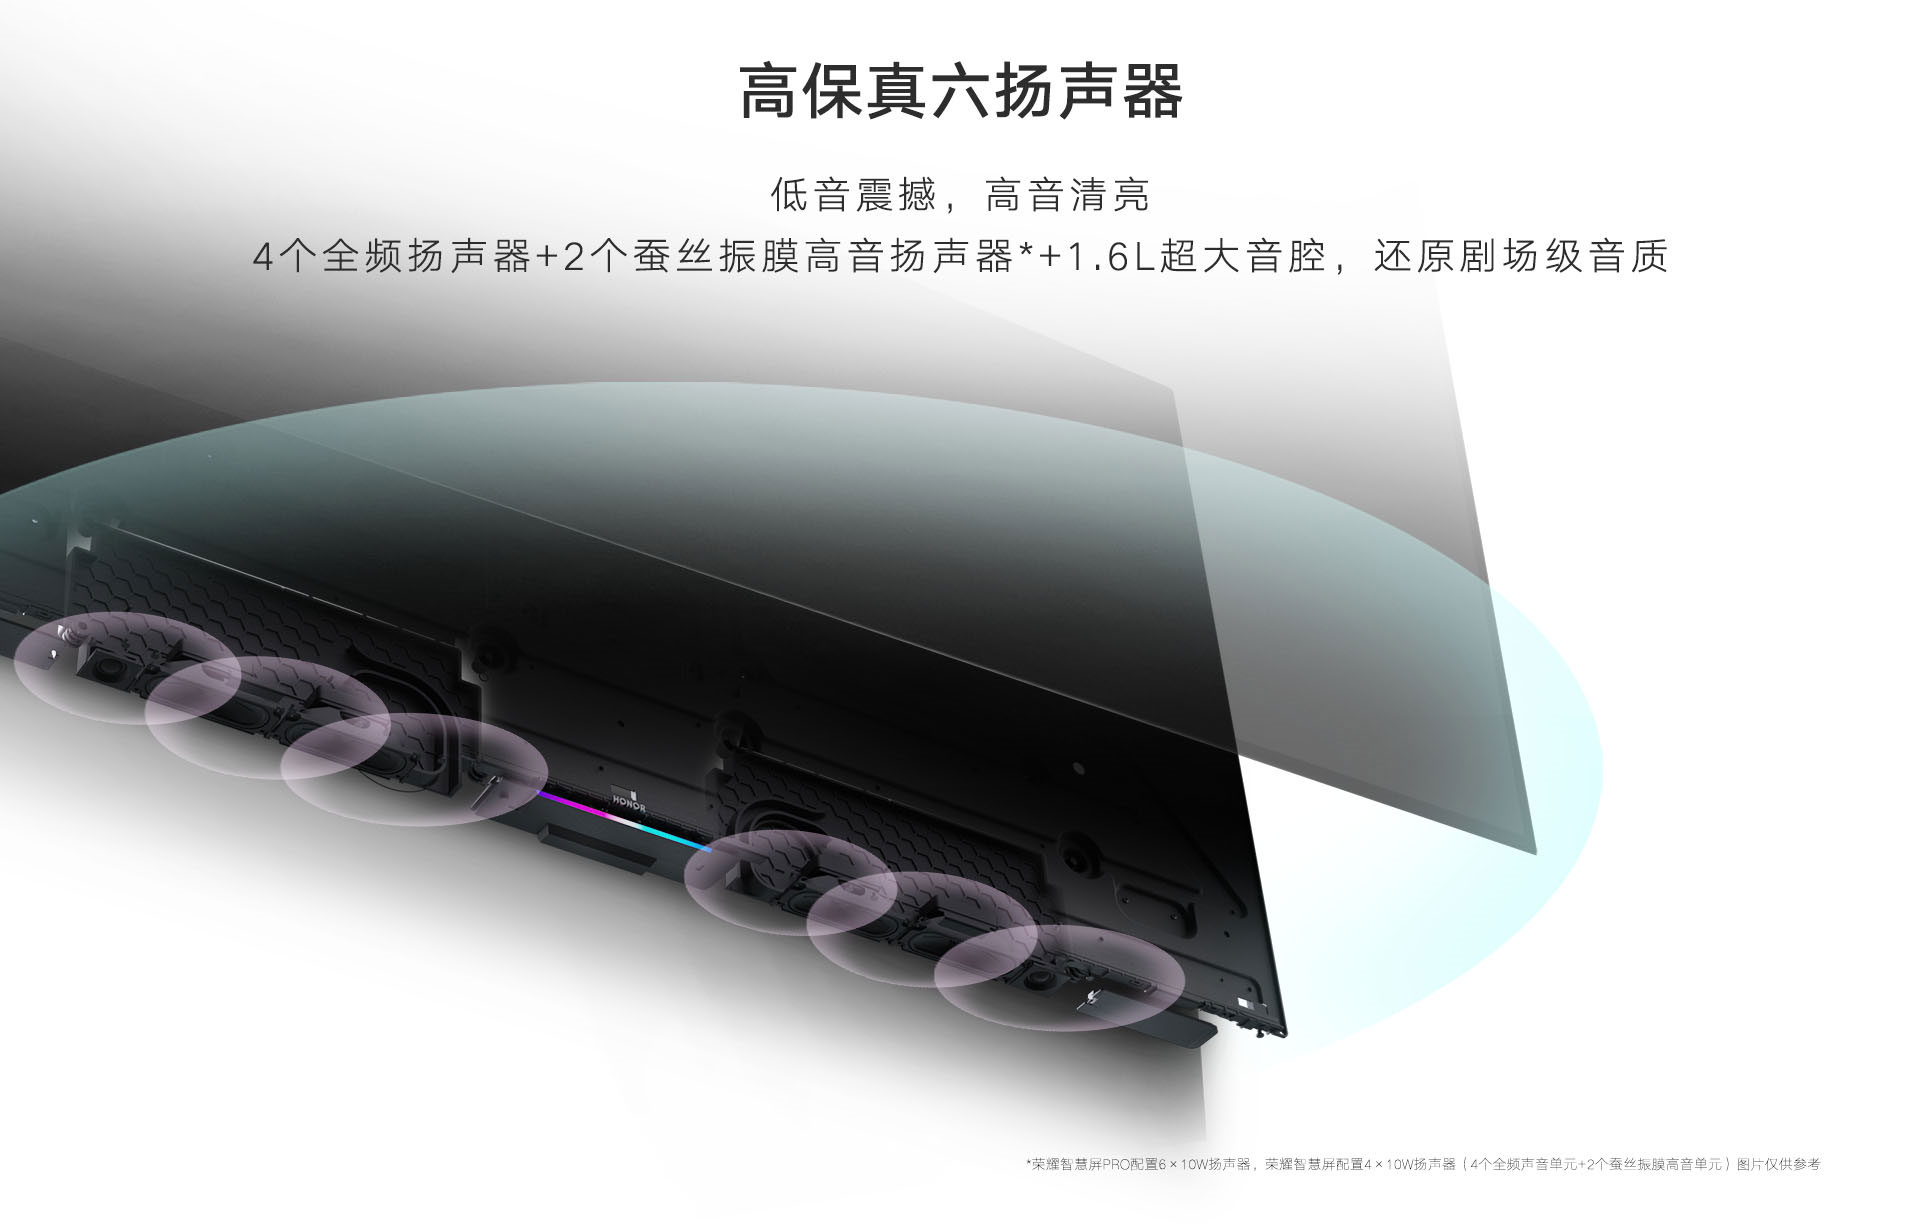 高保真六扬声器
低音震撼，高音清亮
4个全频扬声器+2个蚕丝振膜高音扬声器*+1.6L超大音腔，还原剧场级音质
HONOR
*荣耀智慧屏PRO配置6×10W扬声器，荣耀智慧屏配置4×10W扬声器（4个全频声音单元+2个蚕丝振膜高音单元）图片仅供参考